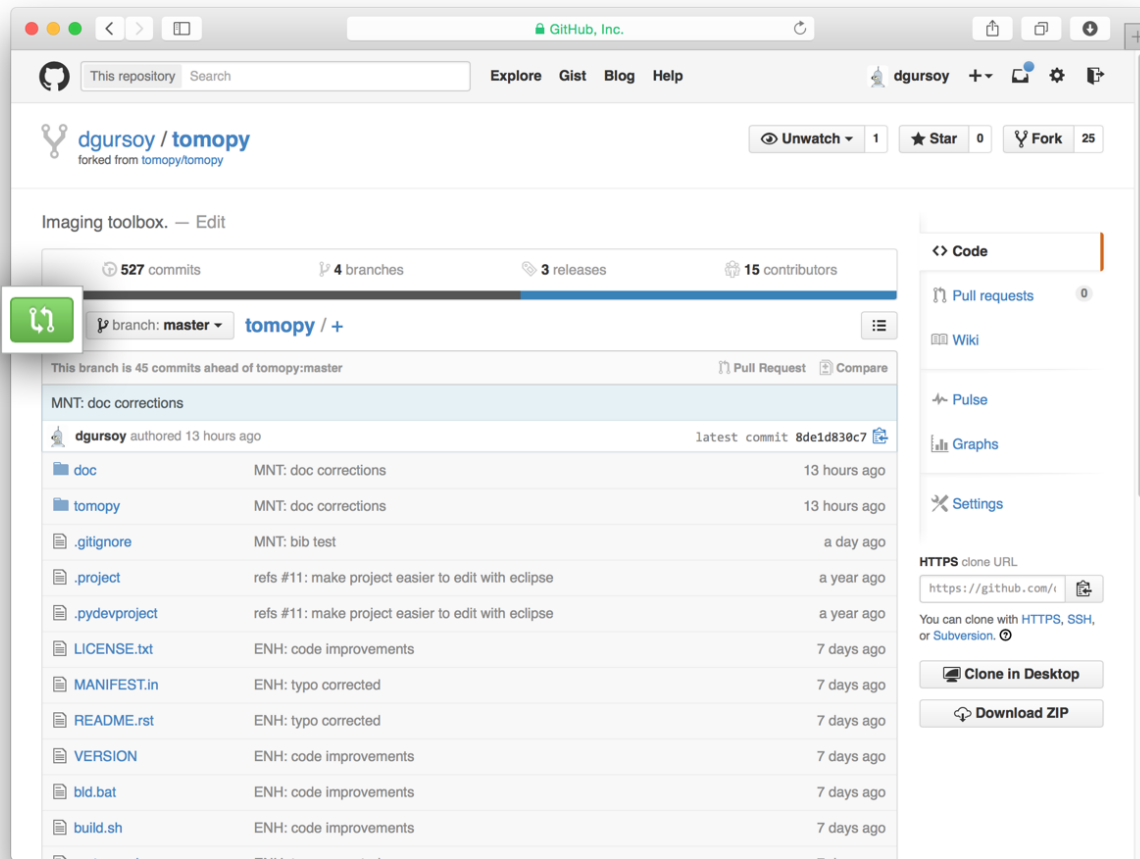 GitHub, Inc.
This repository Search Explore Gist Blog Help dgursoy
dgursoy / tomopy Unwatch 1 Star 0 Fork 25
forked from tomopy/tomopy
Imaging toolbox. — Edit
527 commits 4 branches 3 releases 15 contributors
branch: master tomopy / +
This branch is 45 commits ahead of tomopy:master Pull Request Compare
MNT: doc corrections
dgursoy authored 13 hours ago latest commit 8de1d830c7
doc MNT: doc corrections 13 hours ago
tomopy MNT: doc corrections 13 hours ago
.gitignore MNT: bib test a day ago
.project refs #11: make project easier to edit with eclipse a year ago
.pydevproject refs #11: make project easier to edit with eclipse a year ago
LICENSE.txt ENH: code improvements 7 days ago
MANIFEST.in ENH: typo corrected 7 days ago
README.rst ENH: typo corrected 7 days ago
VERSION ENH: code improvements 7 days ago
bld.bat ENH: code improvements 7 days ago
build.sh ENH: code improvements 7 days ago
Code
Pull requests 0
Wiki
Pulse
Graphs
Settings
HTTPS clone URL
https://github.com/
You can clone with HTTPS, SSH,
or Subversion.
Clone in Desktop
Download ZIP